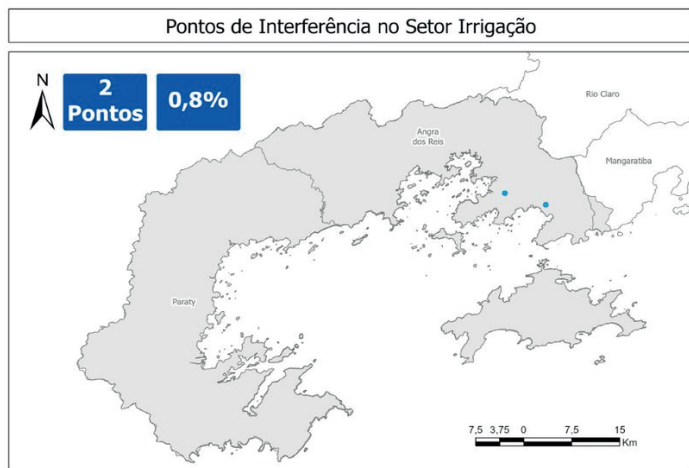 Pontos de Interferência no Setor Irrigação
N
2
Pontos
0,8%
Rio Claro
Angra
dos Reis
Mangaratiba
Paraty
7,5 3,75 0 7,5 15
Km